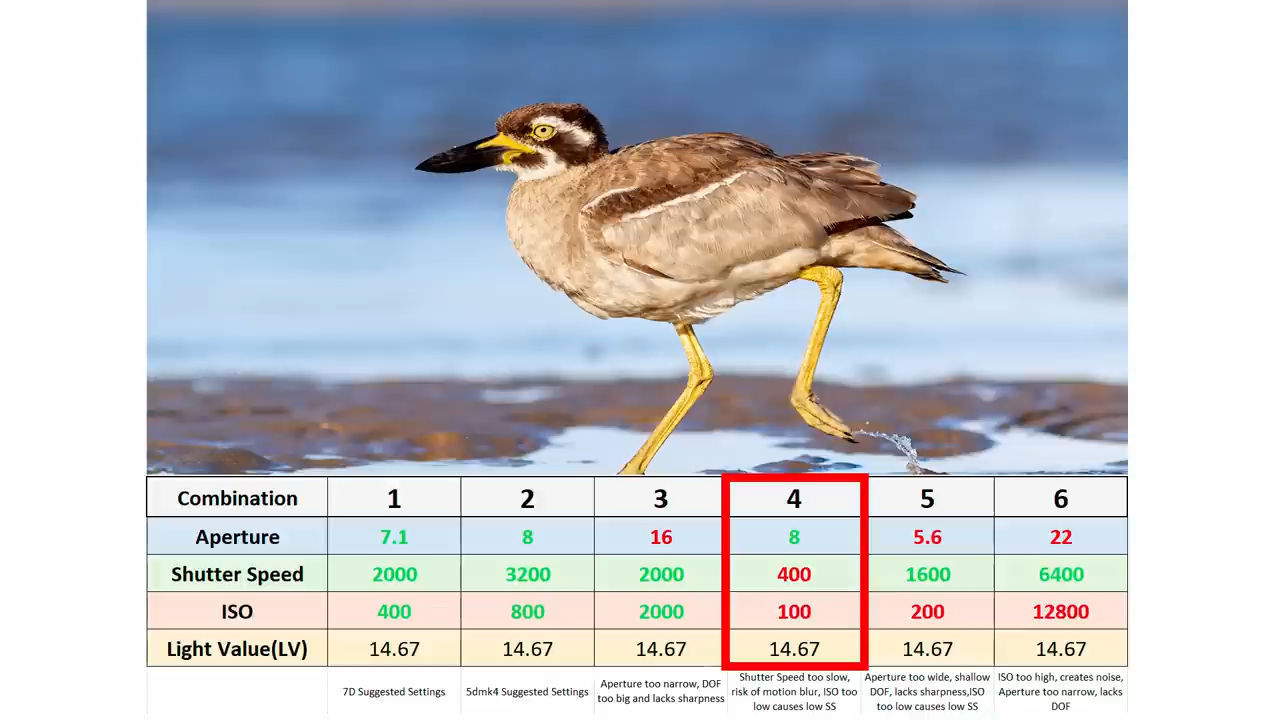 Combination 1 2 3 4 5 6
Aperture 7.1 8 16 8 5.6 22
Shutter Speed 2000 3200 2000 400 1600 6400
ISO 400 800 2000 100 200 12800
Light Value(LV) 14.67 14.67 14.67 14.67 14.67 14.67
7D Suggested Settings
5dmk4 Suggested Settings
Aperture too narrow, DOF
too big and lacks sharpness
Shutter Speed too slow,
risk of motion blur, ISO too
low causes low SS
Aperture too wide, shallow
DOF, lacks sharpness,ISO
too low causes low SS
ISO too high, creates noise,
Aperture too narrow, lacks
DOF